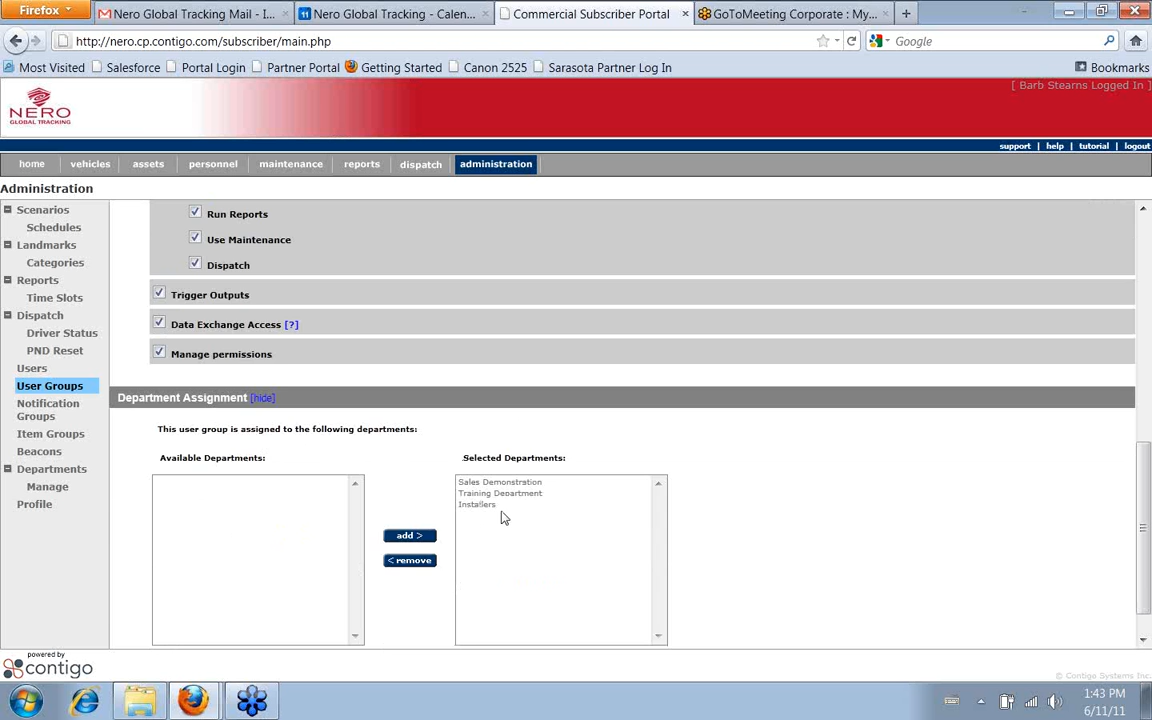 Firefox
Nero Global Tracking Mail - I...
Nero Global Tracking - Calen...
Commercial Subscriber Portal
GoToMeeting Corporate : My...
http://nero.cp.contigo.com/subscriber/main.php
Google
Most Visited
Salesforce
Portal Login
Partner Portal
Getting Started
Canon 2525
Sarasota Partner Log In
Bookmarks
[ Barb Stearns Logged In ]
NERO
GLOBAL TRACKING
support | help | tutorial | logout
home
vehicles
assets
personnel
maintenance
reports
dispatch
administration
Administration
Scenarios
Schedules
Landmarks
Categories
Reports
Time Slots
Dispatch
Driver Status
PND Reset
Users
User Groups
Notification
Groups
Item Groups
Beacons
Departments
Manage
Profile
Run Reports
Use Maintenance
Dispatch
Trigger Outputs
Data Exchange Access [?]
Manage permissions
Department Assignment [hide]
This user group is assigned to the following departments:
Available Departments:
Selected Departments:
Sales Demonstration
Training Department
Installers
add >
< remove
powered by
contigo
© Contigo Systems Inc.
1:43 PM
6/11/11